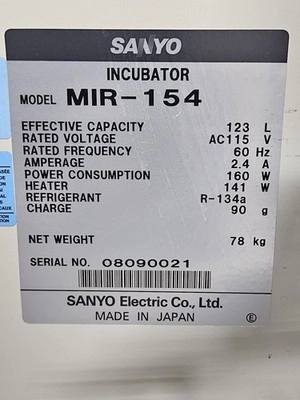 SANYO
INCUBATOR
MODEL MIR-154
EFFECTIVE CAPACITY 123 L
RATED VOLTAGE AC115 V
RATED FREQUENCY 60 Hz
AMPERAGE 2.4 A
POWER CONSUMPTION 160 W
HEATER 141 W
REFRIGERANT R-134a
CHARGE 90 g
NET WEIGHT 78 kg
SERIAL NO. 08090021
SANYO Electric Co., Ltd.
MADE IN JAPAN E